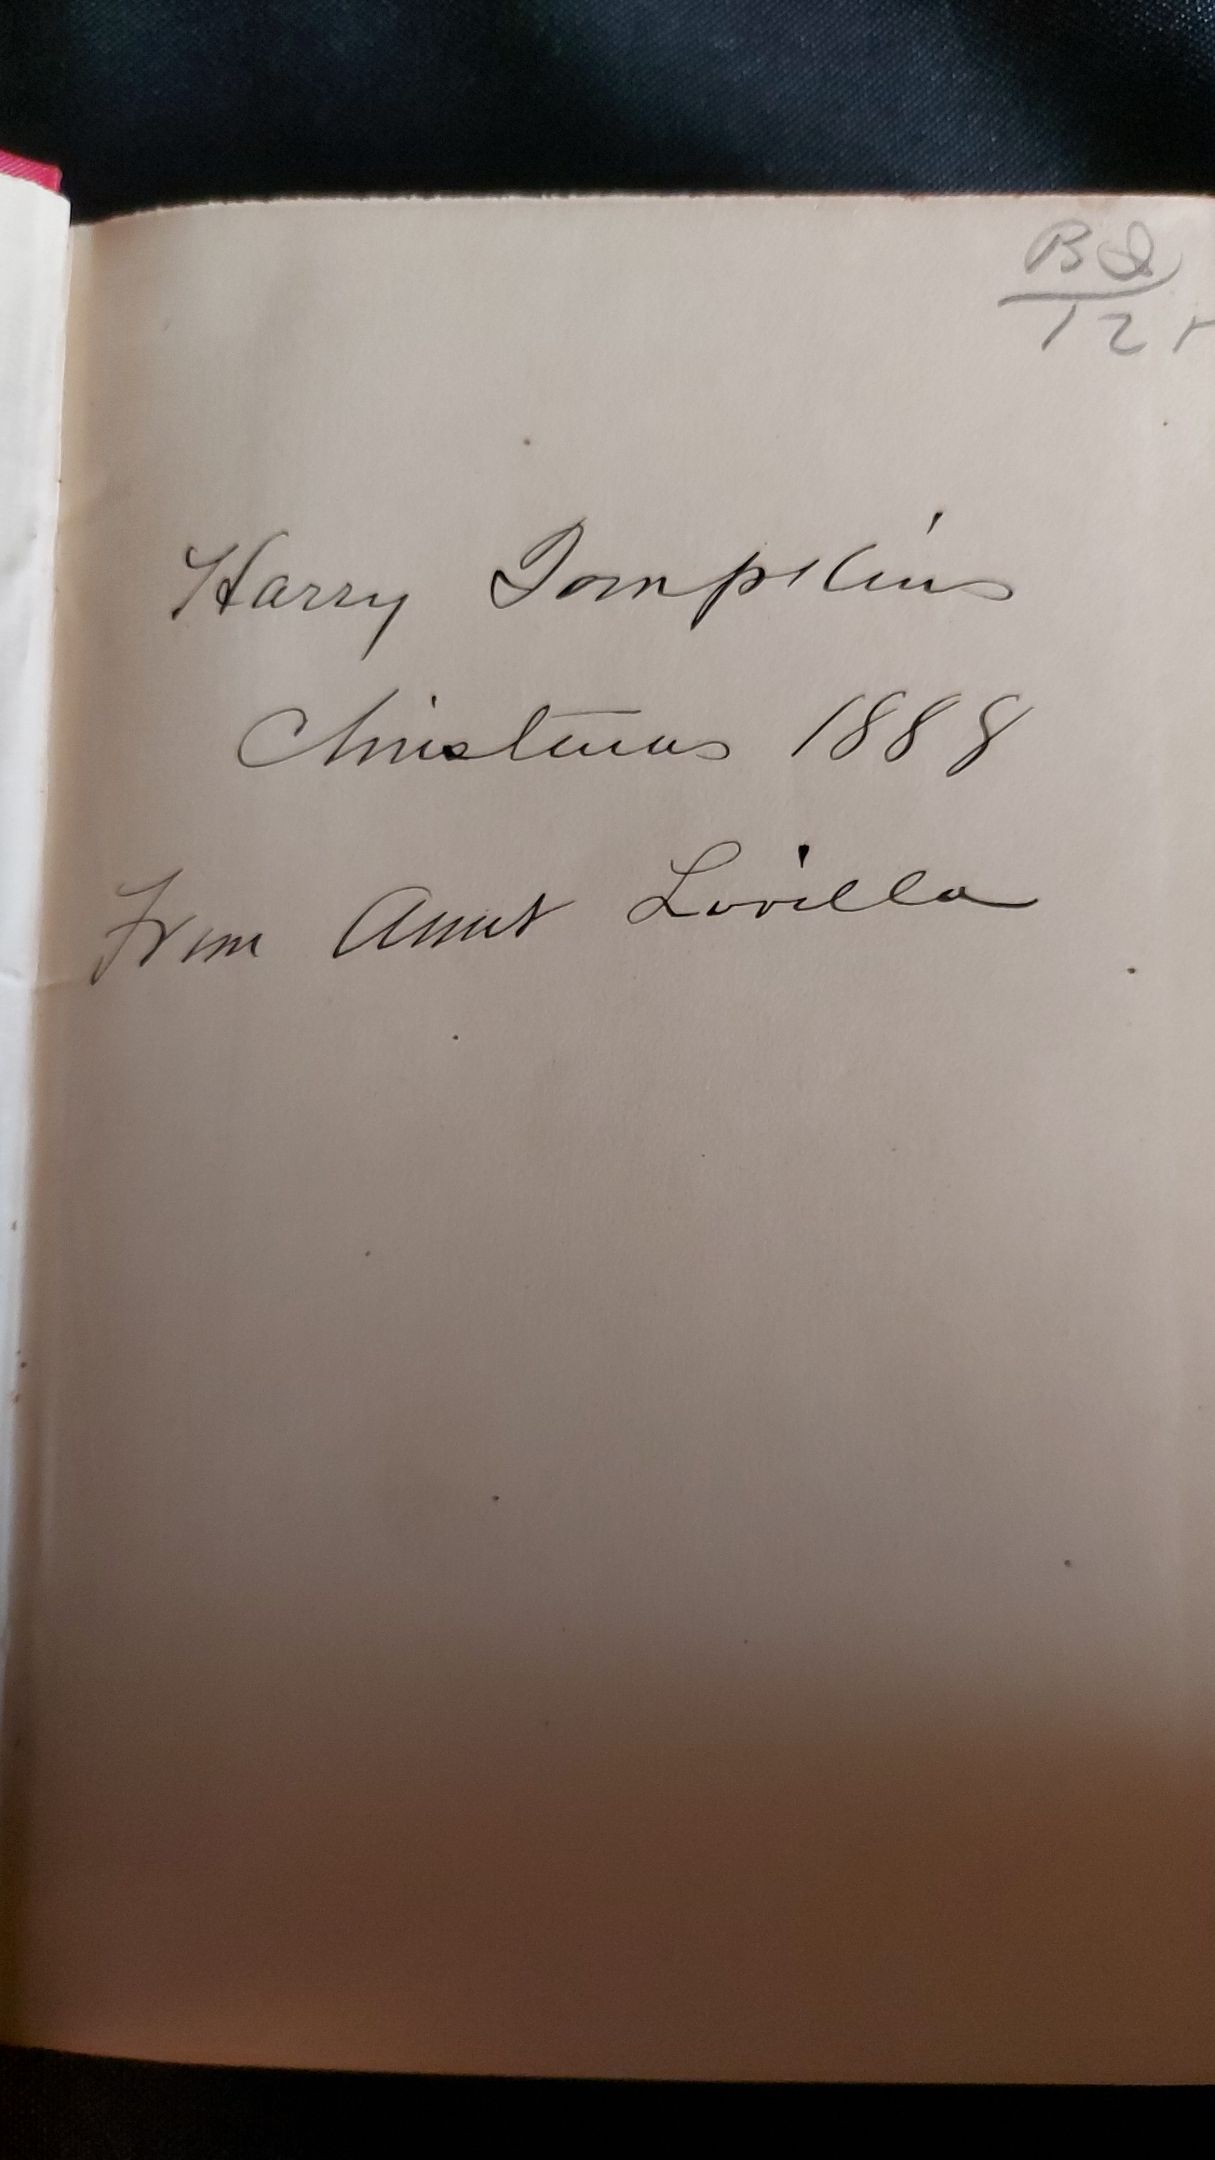 Harry Tompkins
Christmas 1888
From Aunt Lovilla